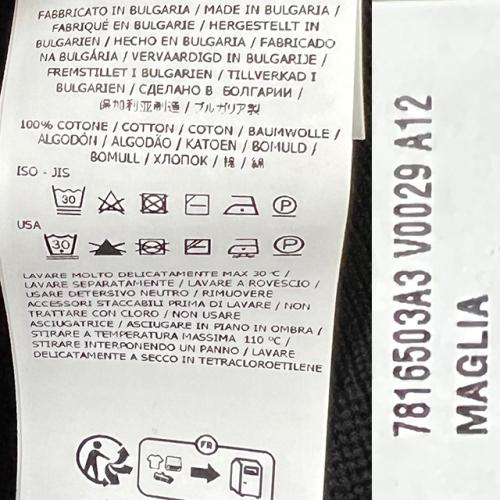 FABBRICATO IN BULGARIA / MADE IN BULGARIA /
FABRIQUÉ EN BULGARIE / HERGESTELLT IN
BULGARIEN / HECHO EN BULGARIA / FABRICADO
NA BULGÁRIA / VERVAARDIGD IN BULGARIJE /
FREMSTILLET I BULGARIEN / TILLVERKAD I
BULGARIEN / СДЕЛАНО В БОЛГАРИИ /
保加利亚制造 / ブルガリア製
100% COTONE / COTTON / COTON / BAUMWOLLE /
ALGODÓN / ALGODÃO / KATOEN / BOMULD /
BOMULL / ХЛОПОК / 棉 / 綿
ISO - JIS
30 P
USA
30 P
LAVARE MOLTO DELICATAMENTE MAX 30°C /
LAVARE SEPARATAMENTE / LAVARE A ROVESCIO /
USARE DETERSIVO NEUTRO / RIMUOVERE
ACCESSORI STACCABILI PRIMA DI LAVARE / NON
TRATTARE CON CLORO / NON USARE
ASCIUGATRICE / ASCIUGARE IN PIANO IN OMBRA /
STIRARE A TEMPERATURA MASSIMA 110 °C /
STIRARE INTERPONENDO UN PANNO / LAVARE
DELICATAMENTE A SECCO IN TETRACLOROETILENE
FR
7816503A3 V0029 A12
MAGLIA